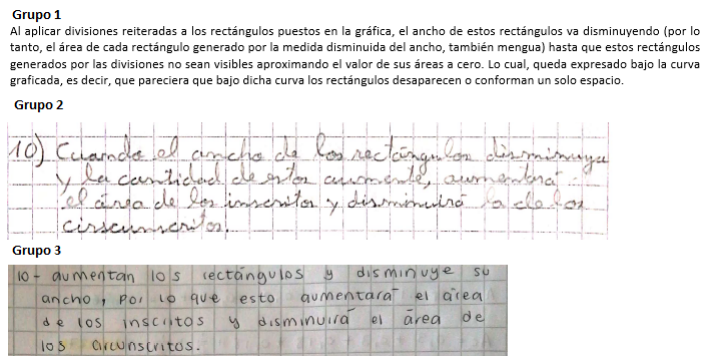 Grupo 1
Al aplicar divisiones reiteradas a los rectángulos puestos en la gráfica, el ancho de estos rectángulos va disminuyendo (por lo
tanto, el área de cada rectángulo generado por la medida disminuida del ancho, también mengua) hasta que estos rectángulos
generados por las divisiones no sean visibles aproximando el valor de sus áreas a cero. Lo cual, queda expresado bajo la curva
graficada, es decir, que pareciera que bajo dicha curva los rectángulos desaparecen o conforman un solo espacio.
Grupo 2
10) Cuando el ancho de los rectángulos disminuya
y la cantidad de estos aumente, aumentará
el área de los inscritos y disminuirá la de los
circunscritos.
Grupo 3
10- aumentan los rectángulos y disminuye su
ancho, por lo que esto aumentará el área
de los inscritos y disminuirá el área de
los circunscritos.